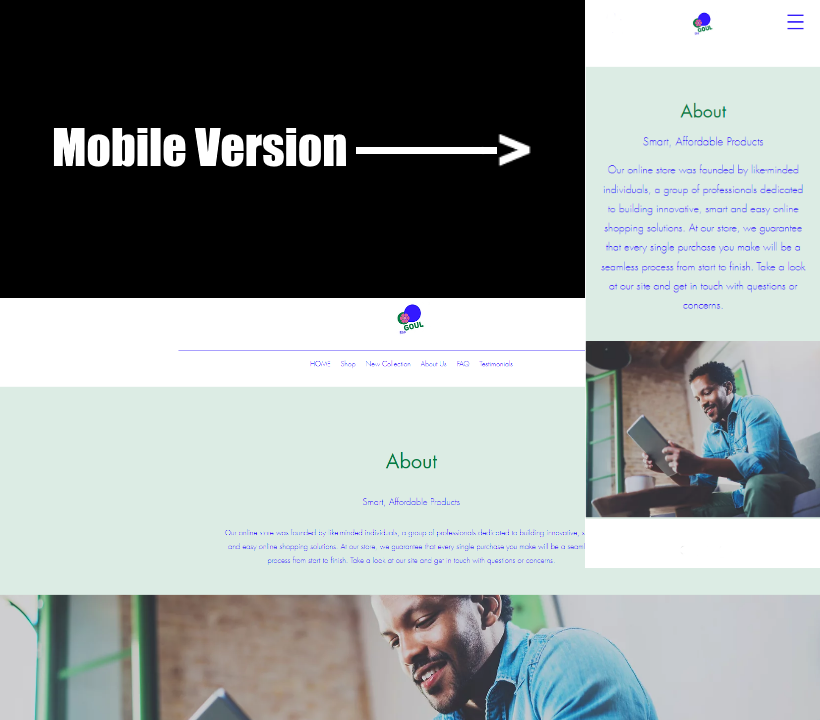 Mobile Version
GOUL
About
Smart, Affordable Products
Our online store was founded by likeminded
individuals, a group of professionals dedicated
to building innovative, smart and easy online
shopping solutions. At our store, we guarantee
that every single purchase you make will be a
seamless process from start to finish. Take a look
at our site and get in touch with questions or
concerns.
GOUL
HOME Shop New Collection About Us FAQ Testimonials
About
Smart, Affordable Products
Our online store was founded by likeminded individuals, a group of professionals dedicated to building innovative, s
and easy online shopping solutions. At our store, we guarantee that every single purchase you make will be a seaml
process from start to finish. Take a look at our site and get in touch with questions or concerns.